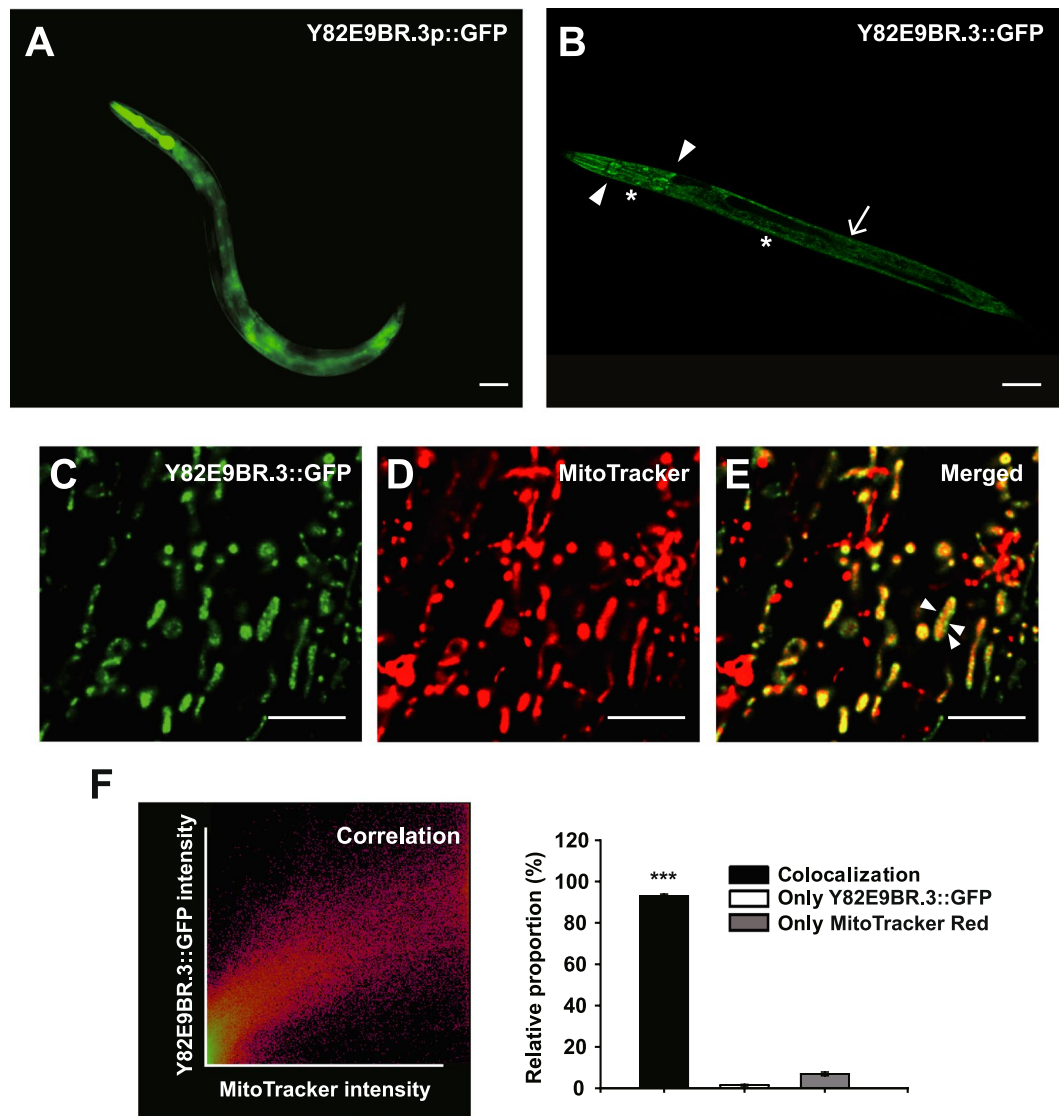 A
Y82E9BR.3p::GFP
B
Y82E9BR.3::GFP
*
*
C
Y82E9BR.3::GFP
D
MitoTracker
E
Merged
F
Correlation
Y82E9BR.3::GFP intensity
MitoTracker intensity
Relative proportion (%)
120
100
80
60
40
20
0
***
Colocalization
Only Y82E9BR.3::GFP
Only MitoTracker Red